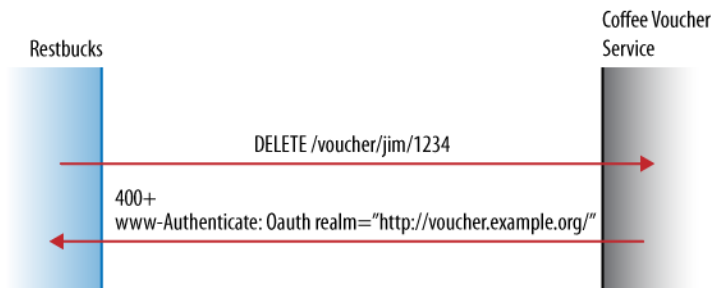 Restbucks
Coffee Voucher
Service
DELETE /voucher/jim/1234
400+
www-Authenticate: Oauth realm=”http://voucher.example.org/”